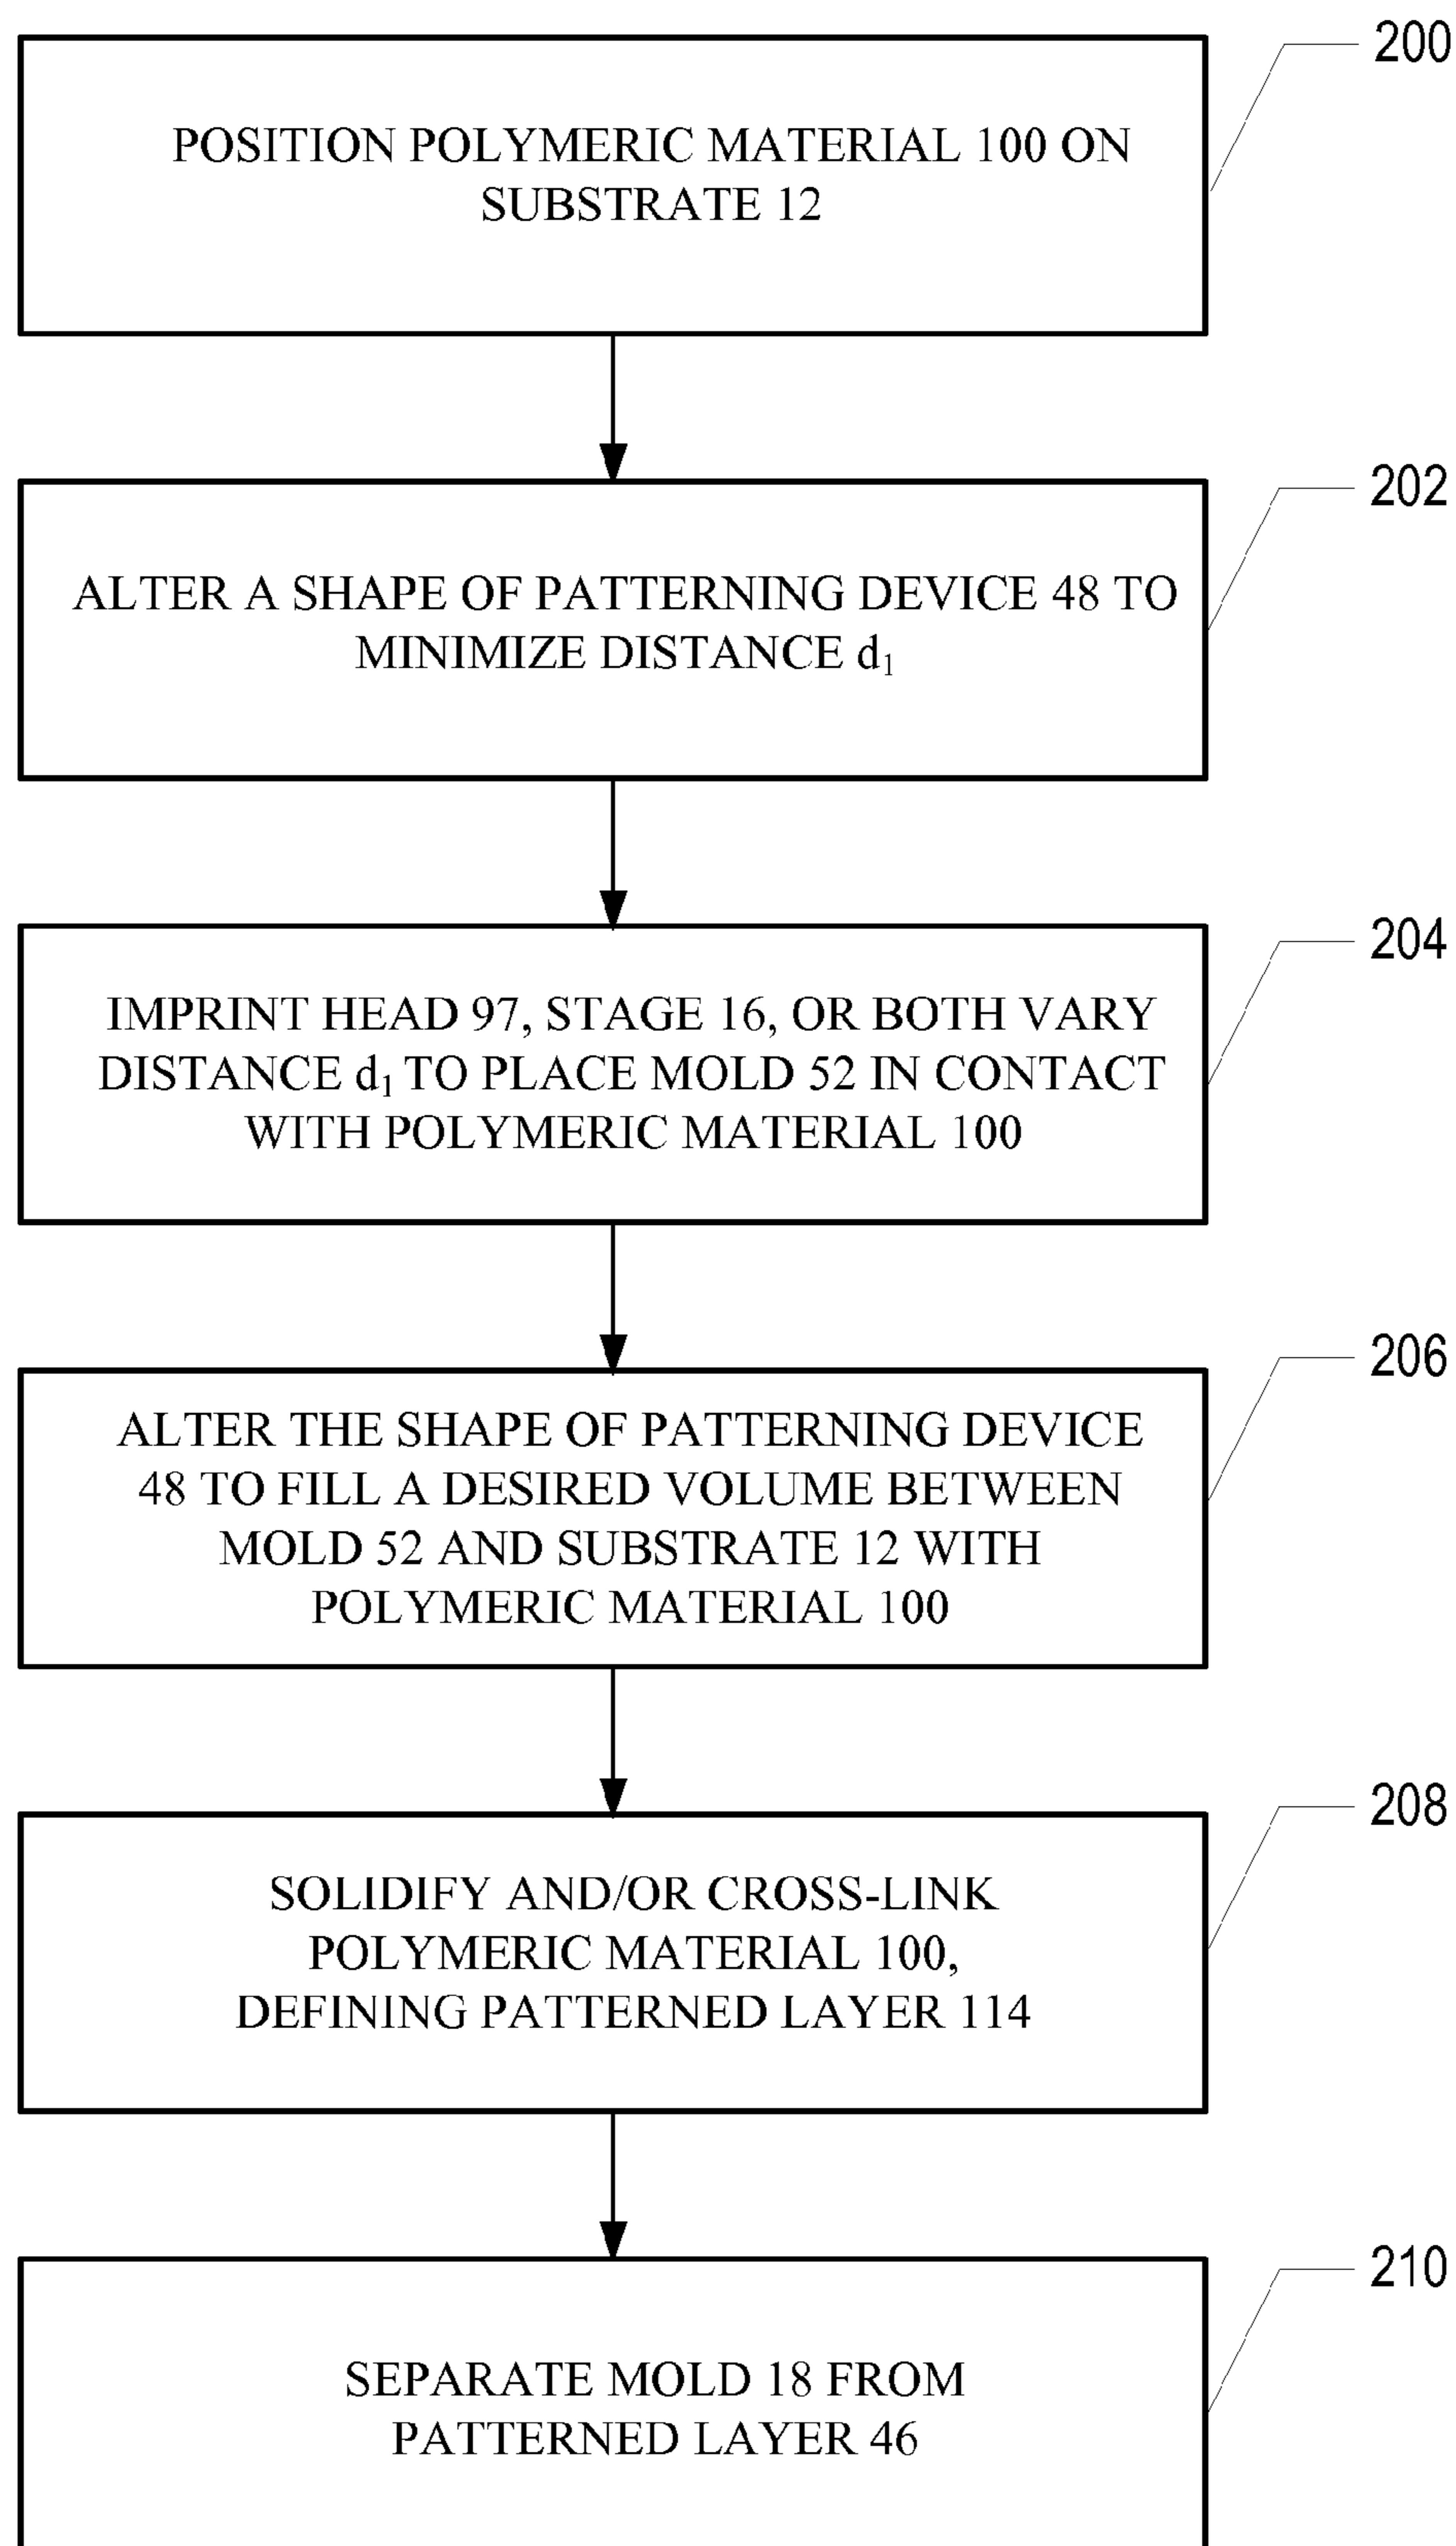 200
POSITION POLYMERIC MATERIAL 100 ON
SUBSTRATE 12
202
ALTER A SHAPE OF PATTERNING DEVICE 48 TO
MINIMIZE DISTANCE d₁
204
IMPRINT HEAD 97, STAGE 16, OR BOTH VARY
DISTANCE d₁ TO PLACE MOLD 52 IN CONTACT
WITH POLYMERIC MATERIAL 100
206
ALTER THE SHAPE OF PATTERNING DEVICE
48 TO FILL A DESIRED VOLUME BETWEEN
MOLD 52 AND SUBSTRATE 12 WITH
POLYMERIC MATERIAL 100
208
SOLIDIFY AND/OR CROSS-LINK
POLYMERIC MATERIAL 100,
DEFINING PATTERNED LAYER 114
210
SEPARATE MOLD 18 FROM
PATTERNED LAYER 46